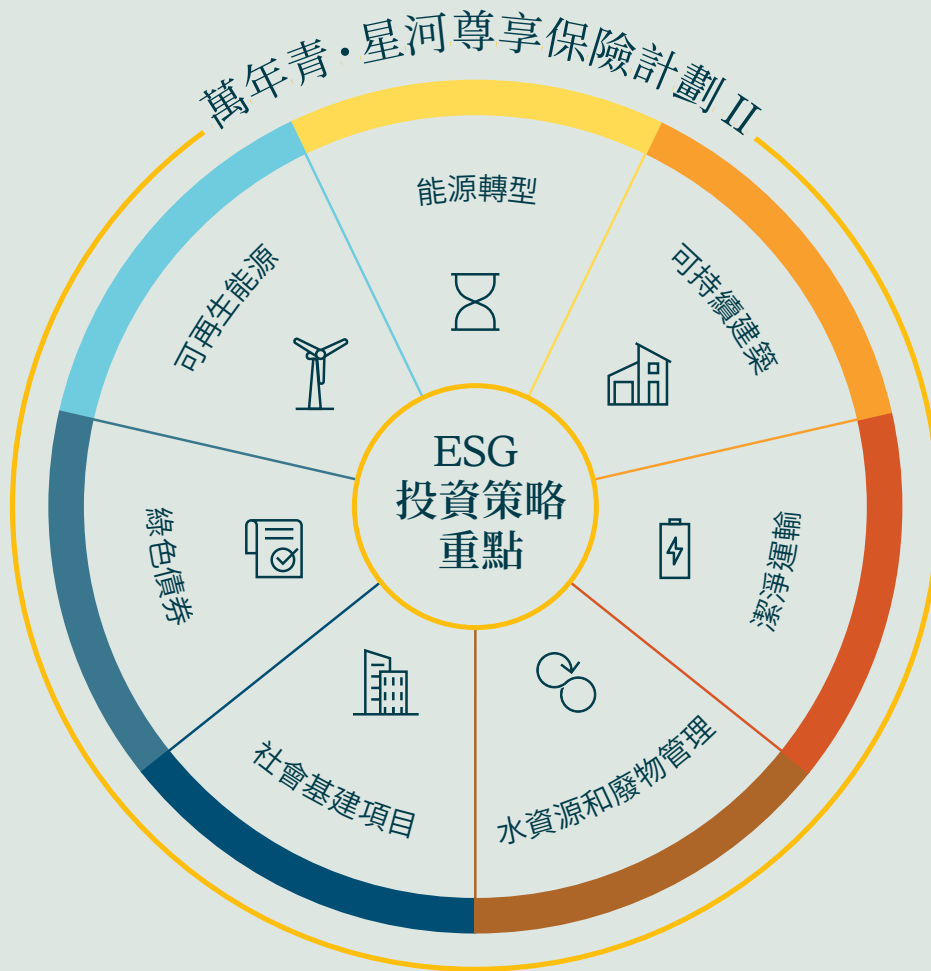 萬年青·星河尊享保險計劃 II
能源轉型
可持續建築
潔淨運輸
水資源和廢物管理
社會基建項目
綠色債券
可再生能源
ESG
投資策略
重點